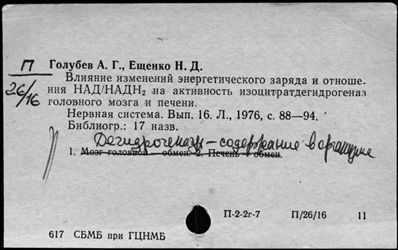 П
26/16
Голубев А. Г., Ещенко Н. Д.
Влияние изменений энергетического заряда и отноше-
ния НАД/НАДН₂ на активность изоцитратдегидрогеназ
головного мозга и печени.
Нервная система. Вып. 16. Л., 1976, с. 88—94.
Библиогр.: 17 назв.
Дегидрогеназы - содержание в организме
1. Мозг головной — обмен. 2. Печень — обмен.
П-2-2г-7 П/26/16 11
617 СБМБ при ГЦНМБ